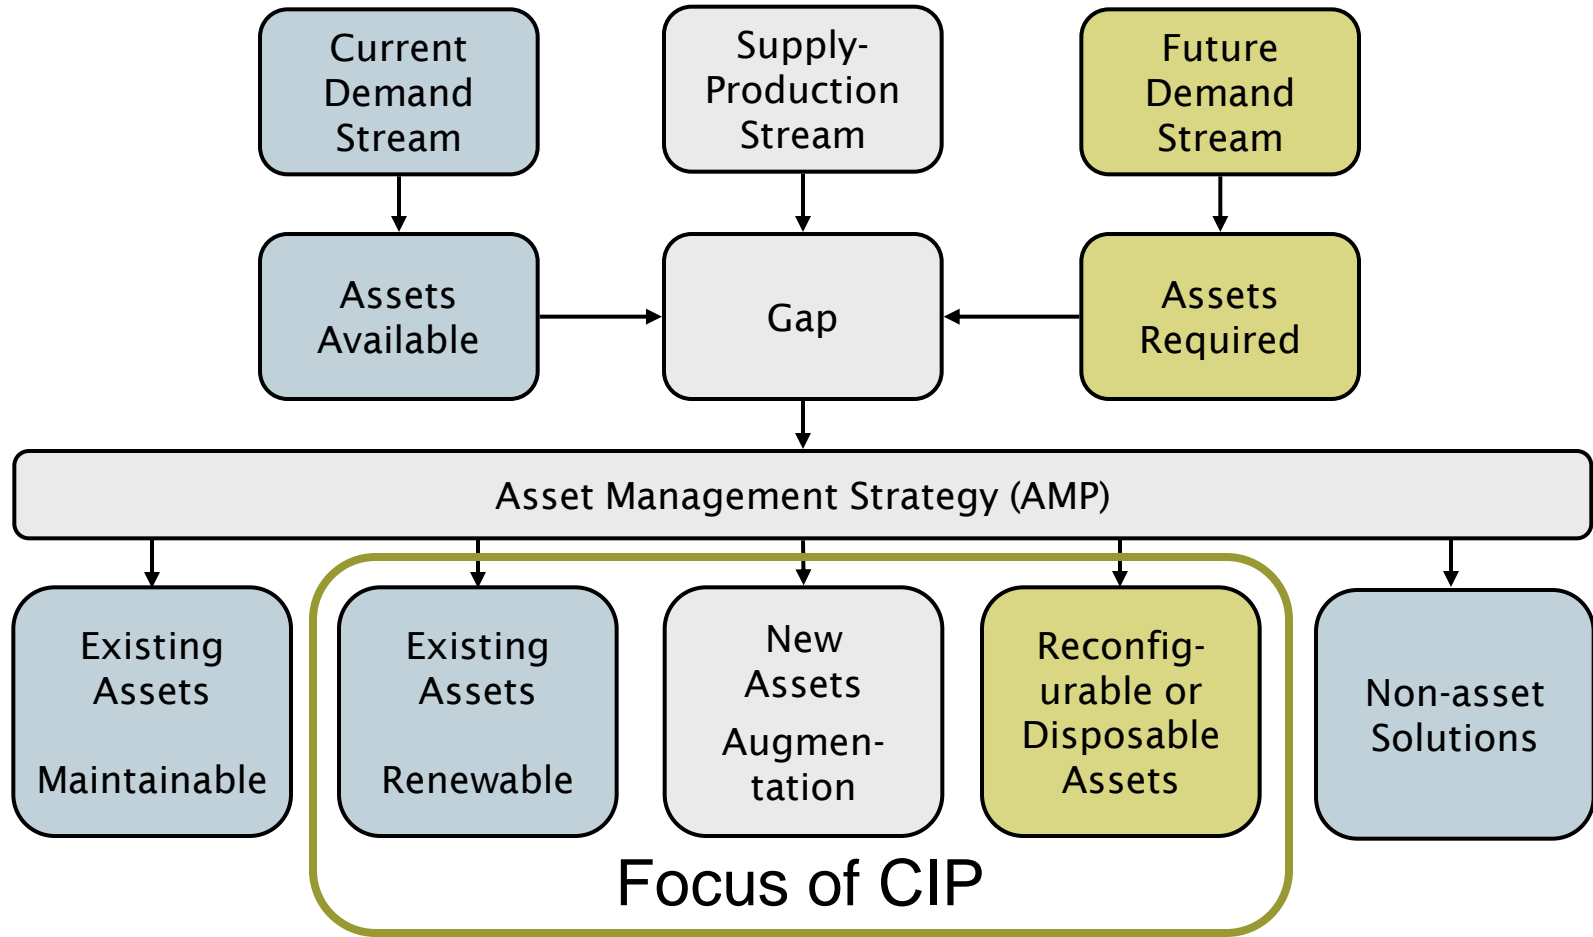 Current
Demand
Stream
Supply-
Production
Stream
Future
Demand
Stream
Assets
Available
Gap
Assets
Required
Asset Management Strategy (AMP)
Existing
Assets
Maintainable
Existing
Assets
Renewable
New
Assets
Augmen-
tation
Reconfig-
urable or
Disposable
Assets
Non-asset
Solutions
Focus of CIP